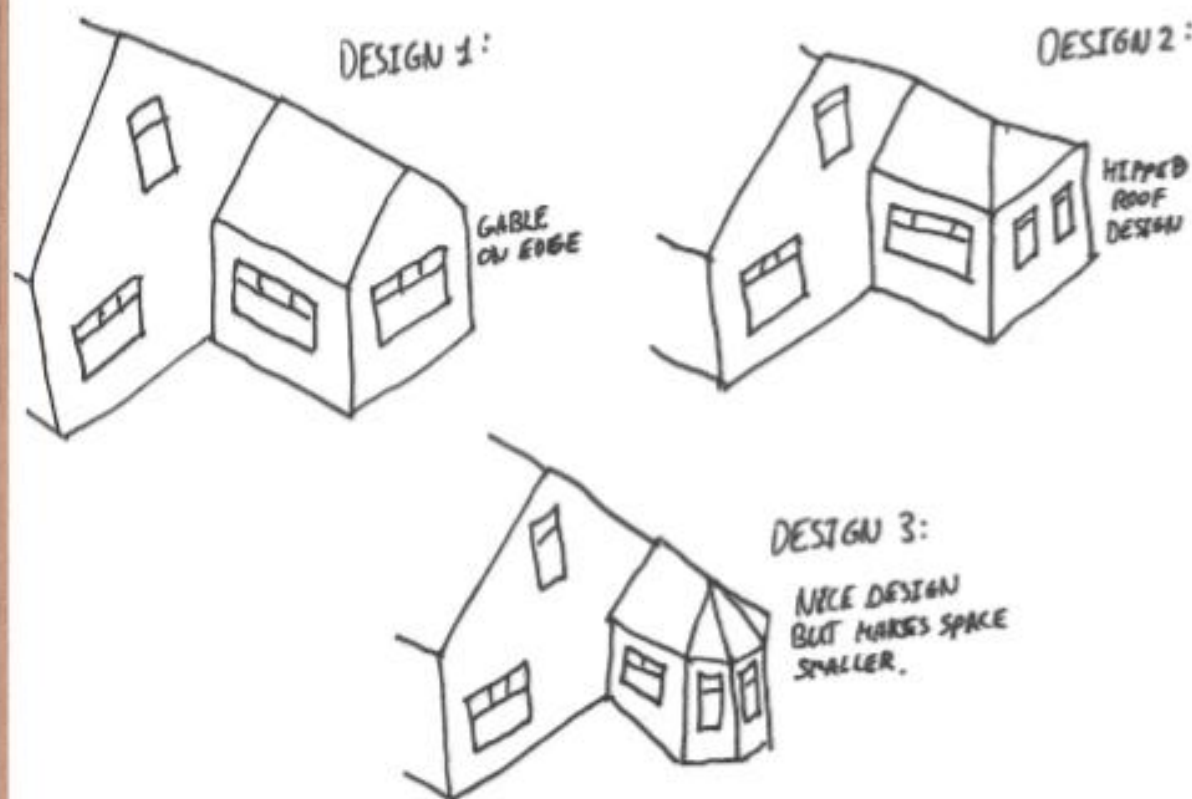 DESIGN 1:
GABLE
ON EDGE
DESIGN 2:
HIPPED
ROOF
DESIGN
DESIGN 3:
NICE DESIGN
BUT MAKES SPACE
SMALLER.